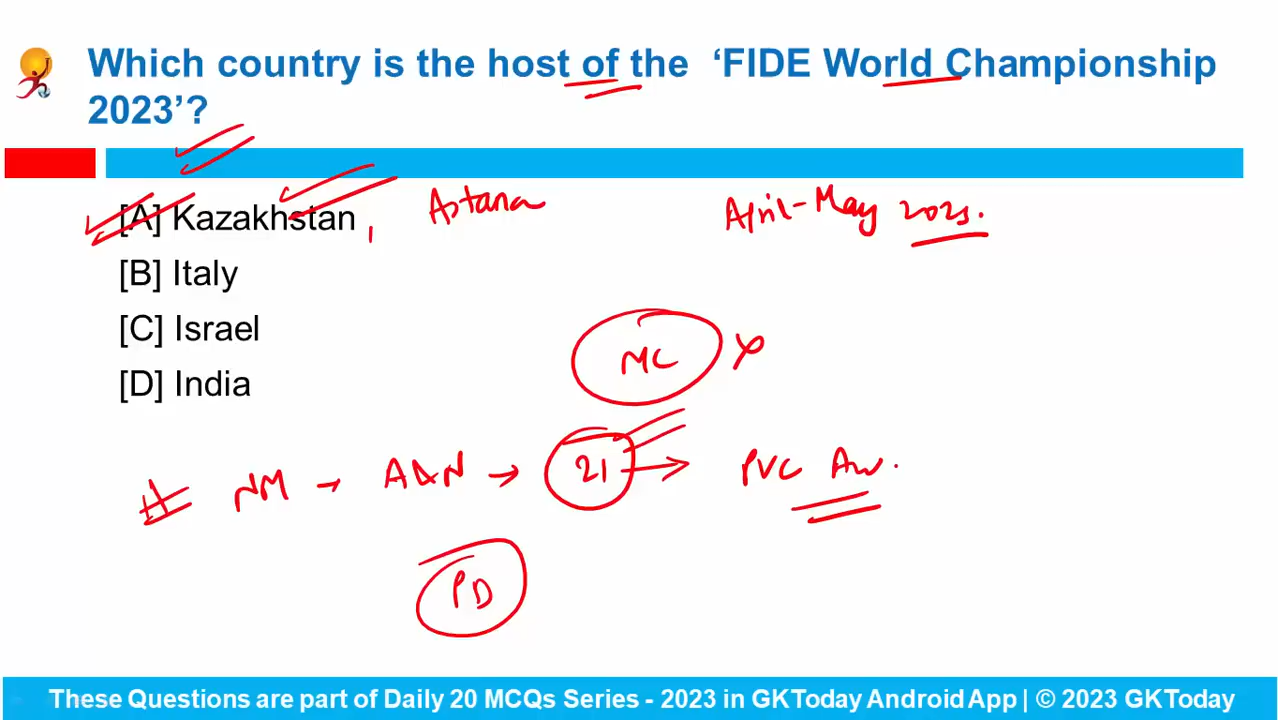 Which country is the host of the ‘FIDE World Championship
2023’?
[A] Kazakhstan, Astana April-May 2023.
[B] Italy
[C] Israel
[D] India
MC
# NM → A&N → 21 → PVC Aw.
PD
These Questions are part of Daily 20 MCQs Series - 2023 in GKToday Android App | © 2023 GKToday